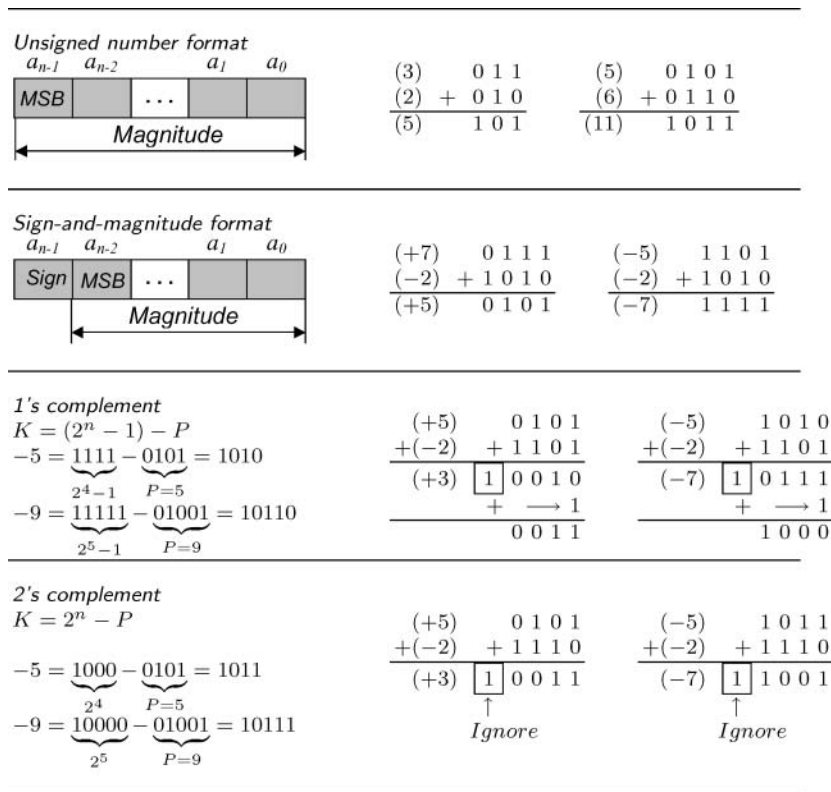 Unsigned number format
a_{n-1} a_{n-2} a_1 a_0
MSB ...
Magnitude
(3) 0 1 1
(2) + 0 1 0
(5) 1 0 1
(5) 0 1 0 1
(6) + 0 1 1 0
(11) 1 0 1 1
Sign-and-magnitude format
a_{n-1} a_{n-2} a_1 a_0
Sign MSB ...
Magnitude
(+7) 0 1 1 1
(−2) + 1 0 1 0
(+5) 0 1 0 1
(−5) 1 1 0 1
(−2) + 1 0 1 0
(−7) 1 1 1 1
1's complement
K = (2^n − 1) − P
−5 = 1111 − 0101 = 1010
2^4−1 P=5
−9 = 11111 − 01001 = 10110
2^5−1 P=9
(+5) 0 1 0 1
+(−2) + 1 1 0 1
(+3) 1 0 0 1 0
+ ⟶ 1
0 0 1 1
(−5) 1 0 1 0
+(−2) + 1 1 0 1
(−7) 1 0 1 1 1
+ ⟶ 1
1 0 0 0
2's complement
K = 2^n − P
−5 = 1000 − 0101 = 1011
2^4 P=5
−9 = 10000 − 01001 = 10111
2^5 P=9
(+5) 0 1 0 1
+(−2) + 1 1 1 0
(+3) 1 0 0 1 1
↑
Ignore
(−5) 1 0 1 1
+(−2) + 1 1 1 0
(−7) 1 1 0 0 1
↑
Ignore